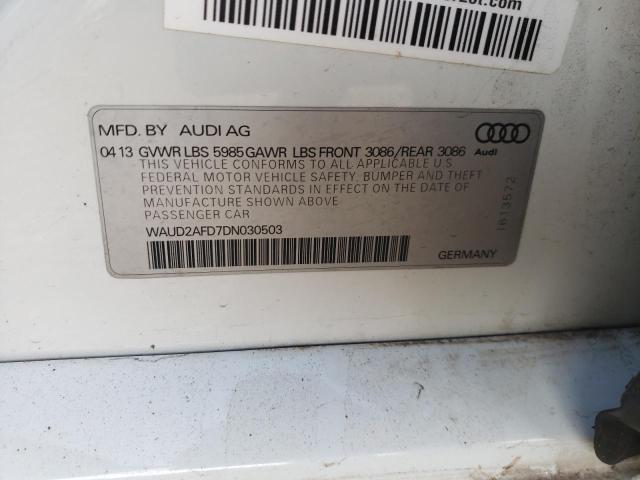 MFD. BY AUDI AG
04 13 GVWR LBS 5985 GAWR LBS FRONT 3086/REAR 3086
Audi
THIS VEHICLE CONFORMS TO ALL APPLICABLE U.S
FEDERAL MOTOR VEHICLE SAFETY, BUMPER AND THEFT
PREVENTION STANDARDS IN EFFECT ON THE DATE OF
MANUFACTURE SHOWN ABOVE
PASSENGER CAR
WAUD2AFD7DN030503
GERMANY
1613572